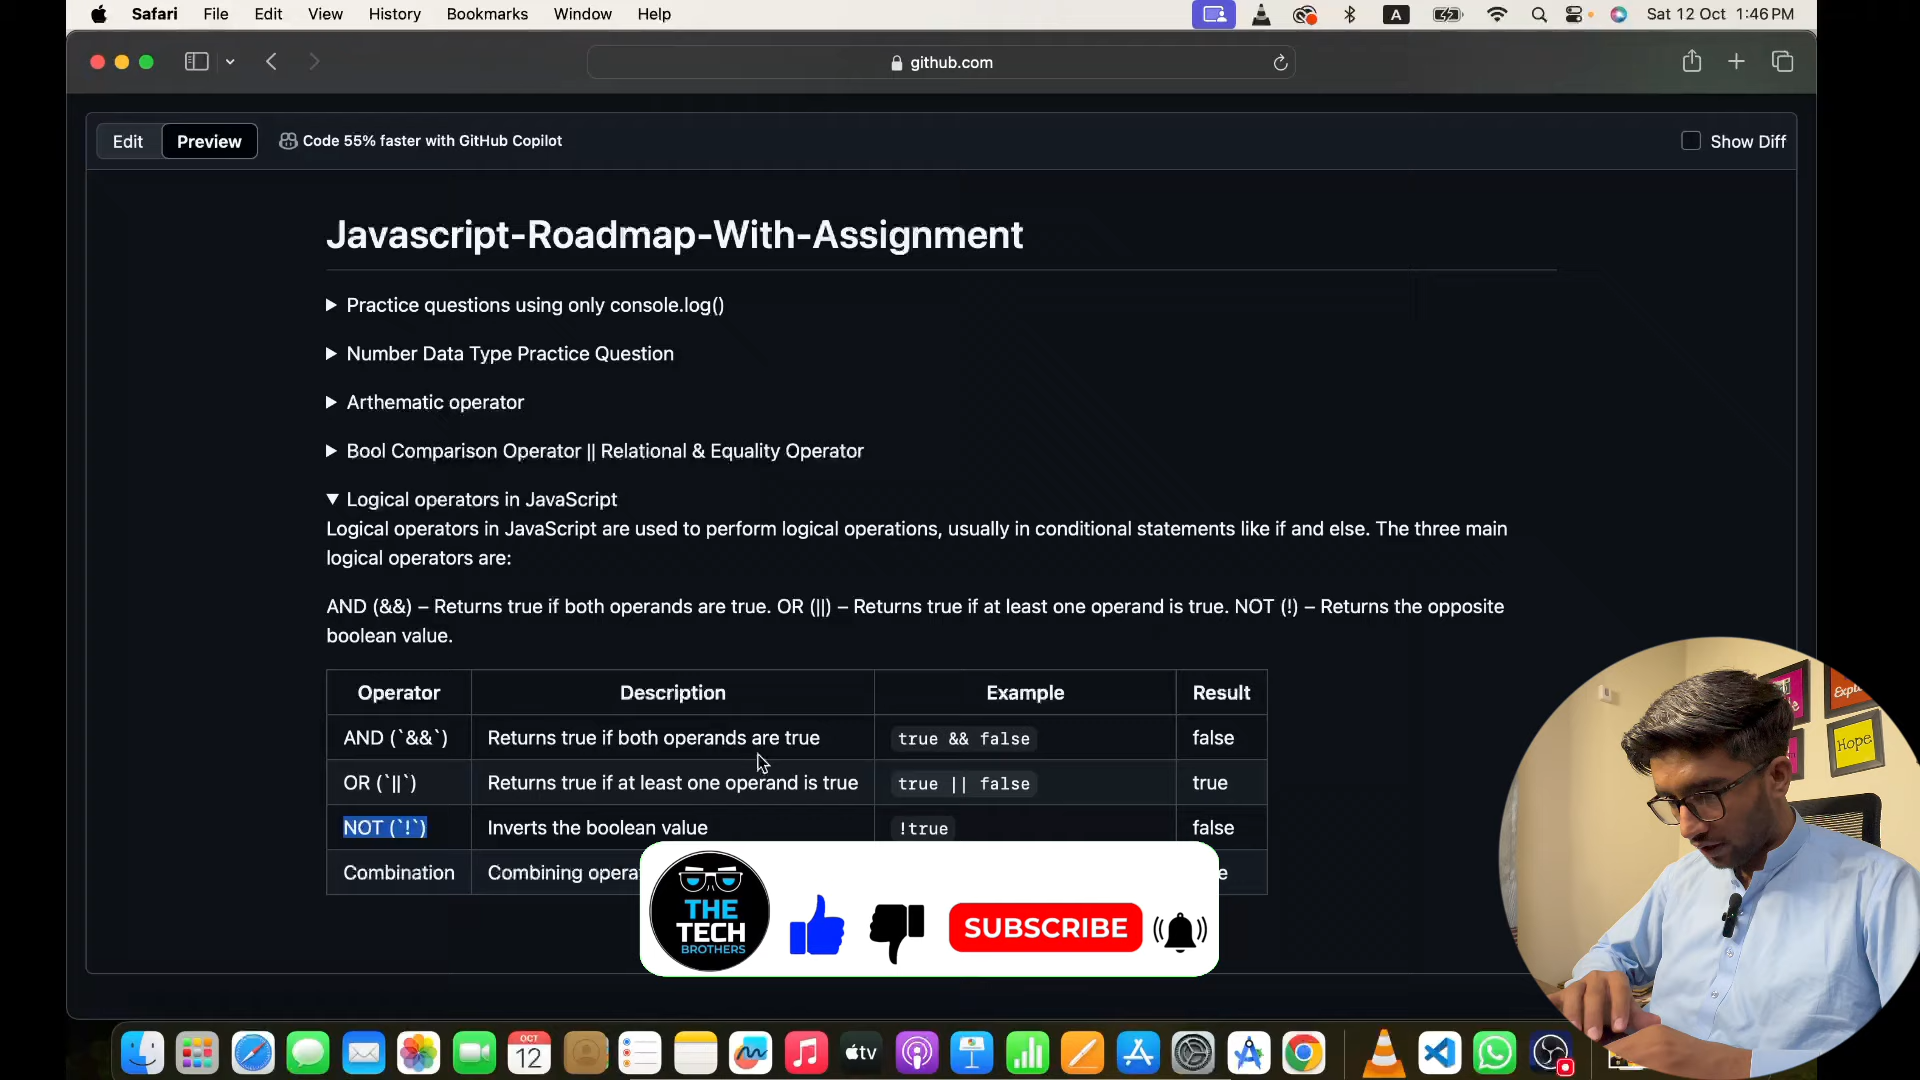 Safari File Edit View History Bookmarks Window Help A Sat 12 Oct 1:46 PM
github.com
Edit Preview Code 55% faster with GitHub Copilot Show Diff
Javascript-Roadmap-With-Assignment
Practice questions using only console.log()
Number Data Type Practice Question
Arthematic operator
Bool Comparison Operator || Relational & Equality Operator
Logical operators in JavaScript
Logical operators in JavaScript are used to perform logical operations, usually in conditional statements like if and else. The three main
logical operators are:
AND (&&) – Returns true if both operands are true. OR (||) – Returns true if at least one operand is true. NOT (!) – Returns the opposite
boolean value.
Operator Description Example Result
AND (`&&`) Returns true if both operands are true true && false false
OR (`||`) Returns true if at least one operand is true true || false true
NOT (`!`) Inverts the boolean value !true false
Combination Combining opera
THE
TECH
BROTHERS
SUBSCRIBE
Hope
OCT
12
tv